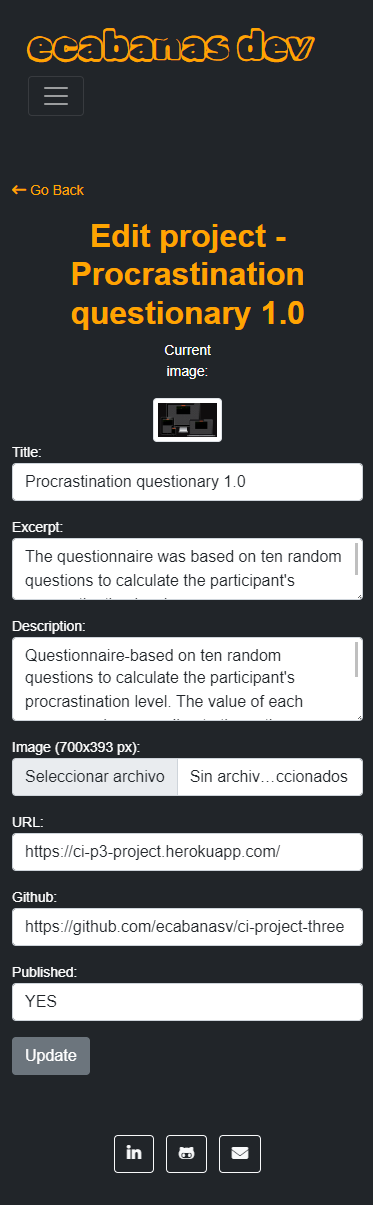 ecabanas dev
Go Back
Edit project -
Procrastination
questionary 1.0
Current
image:
Title:
Procrastination questionary 1.0
Excerpt:
The questionnaire was based on ten random
questions to calculate the participant's
Description:
Questionnaire-based on ten random
questions to calculate the participant's
procrastination level. The value of each
Image (700x393 px):
Seleccionar archivo Sin archiv…ccionados
URL:
https://ci-p3-project.herokuapp.com/
Github:
https://github.com/ecabanasv/ci-project-three
Published:
YES
Update
in